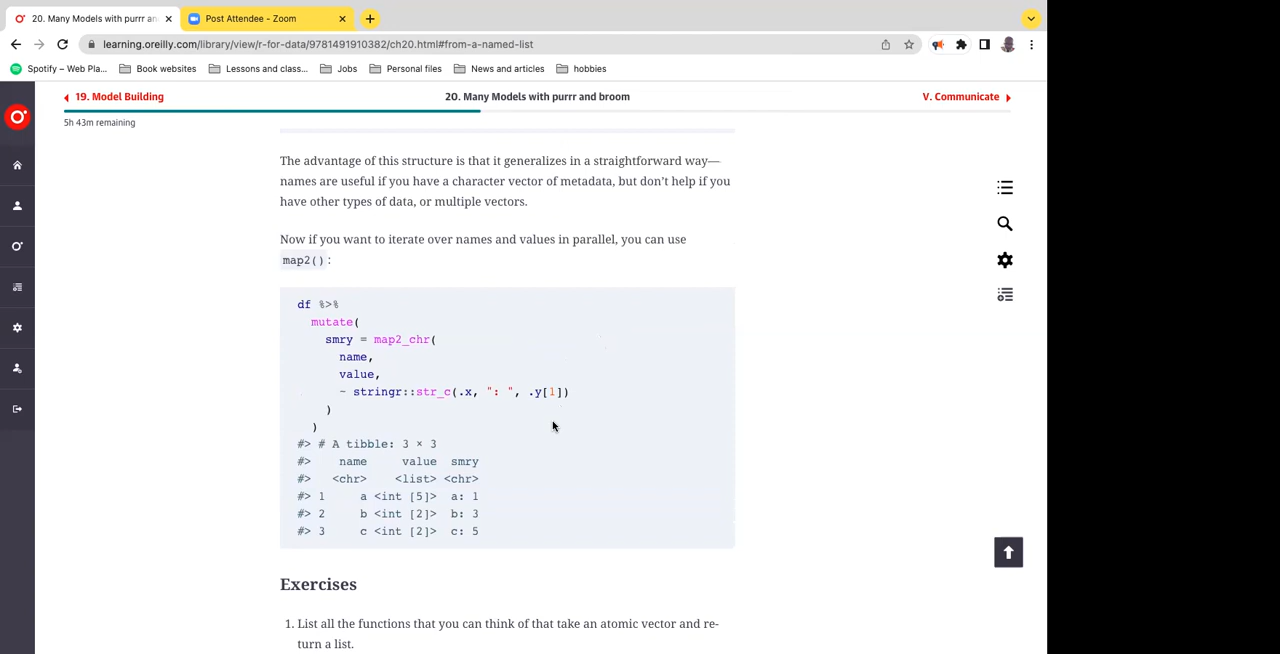 20. Many Models with purrr an
Post Attendee - Zoom
learning.oreilly.com/library/view/r-for-data/9781491910382/ch20.html#from-a-named-list
Spotify – Web Pla...
Book websites
Lessons and class...
Jobs
Personal files
News and articles
hobbies
19. Model Building
20. Many Models with purrr and broom
V. Communicate
5h 43m remaining
The advantage of this structure is that it generalizes in a straightforward way—
names are useful if you have a character vector of metadata, but don't help if you
have other types of data, or multiple vectors.
Now if you want to iterate over names and values in parallel, you can use
map2() :
df %>%
mutate(
smry = map2_chr(
name,
value,
~ stringr::str_c(.x, ": ", .y[1])
)
)
#> # A tibble: 3 × 3
#> name value smry
#> <chr> <list> <chr>
#> 1 a <int [5]> a: 1
#> 2 b <int [2]> b: 3
#> 3 c <int [2]> c: 5
Exercises
1. List all the functions that you can think of that take an atomic vector and re-
turn a list.